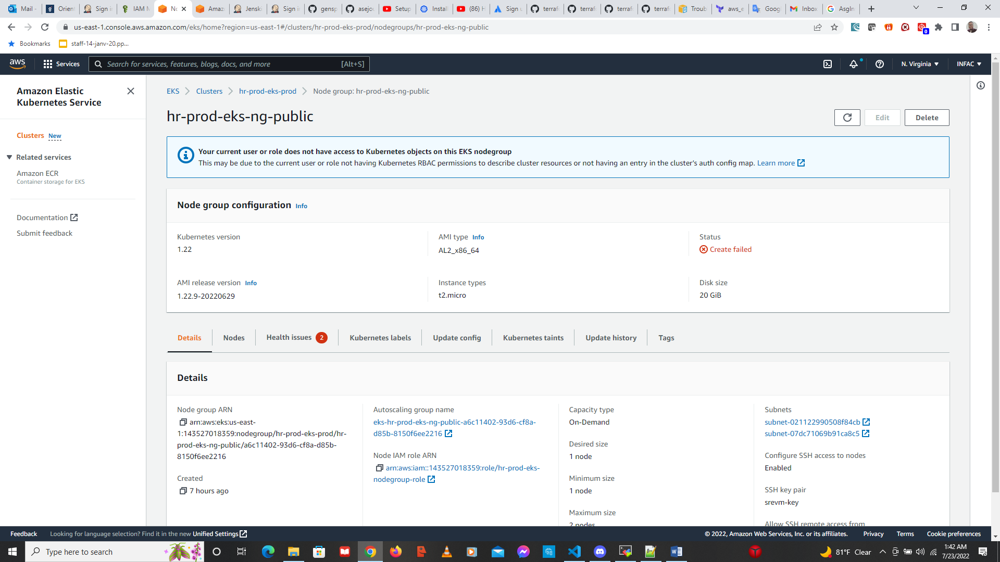 Mail -
Orient
Sign in
IAM M
No
Amaz
Jenski
Sign in
gensp
asejou
Setup
Install
(86) H
Sign u
terraf
terraf
terraf
terraf
Troub
aws_e
Googl
Inbox
AsgIn
us-east-1.console.aws.amazon.com/eks/home?region=us-east-1#/clusters/hr-prod-eks-prod/nodegroups/hr-prod-eks-ng-public
0
Bookmarks
staff-14-janv-20.pp...
aws
Services
Search for services, features, blogs, docs, and more
[Alt+S]
N. Virginia
INFAC
Amazon Elastic
Kubernetes Service
Clusters New
Related services
Amazon ECR
Container storage for EKS
Documentation
Submit feedback
EKS
Clusters
hr-prod-eks-prod
Node group: hr-prod-eks-ng-public
hr-prod-eks-ng-public
Edit
Delete
Your current user or role does not have access to Kubernetes objects on this EKS nodegroup
This may be due to the current user or role not having Kubernetes RBAC permissions to describe cluster resources or not having an entry in the cluster's auth config map. Learn more
Node group configuration Info
Kubernetes version
1.22
AMI type Info
AL2_x86_64
Status
Create failed
AMI release version Info
1.22.9-20220629
Instance types
t2.micro
Disk size
20 GiB
Details
Nodes
Health issues 2
Kubernetes labels
Update config
Kubernetes taints
Update history
Tags
Details
Node group ARN
arn:aws:eks:us-east-
1:143527018359:nodegroup/hr-prod-eks-prod/hr-
prod-eks-ng-public/a6c11402-93d6-cf8a-d85b-
8150f6ee2216
Created
7 hours ago
Autoscaling group name
eks-hr-prod-eks-ng-public-a6c11402-93d6-cf8a-
d85b-8150f6ee2216
Node IAM role ARN
arn:aws:iam::143527018359:role/hr-prod-eks-
nodegroup-role
Capacity type
On-Demand
Desired size
1 node
Minimum size
1 node
Maximum size
2 nodes
Subnets
subnet-021122990508f84cb
subnet-07dc71069b91ca8c5
Configure SSH access to nodes
Enabled
SSH key pair
srevm-key
Allow SSH remote access from
Feedback
Looking for language selection? Find it in the new Unified Settings
© 2022, Amazon Web Services, Inc. or its affiliates.
Privacy
Terms
Cookie preferences
Type here to search
81°F Clear
1:42 AM
7/23/2022